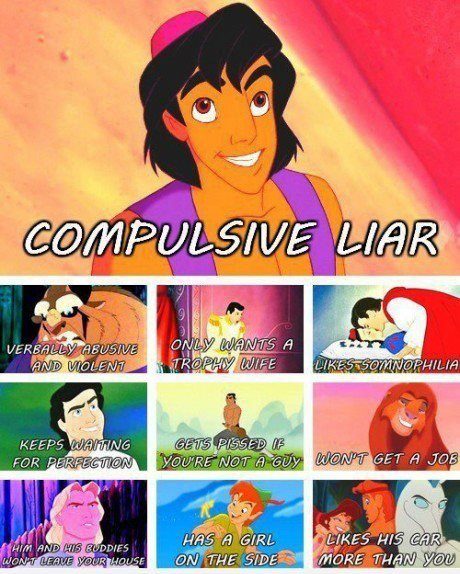 COMPULSIVE LIAR
VERBALLY ABUSIVE
AND VIOLENT
ONLY WANTS A
TROPHY WIFE
LIKES SOMNOPHILIA
KEEPS WAITING
FOR PERFECTION
GETS PISSED IF
YOU'RE NOT A GUY
WON'T GET A JOB
HIM AND HIS BUDDIES
WON'T LEAVE YOUR HOUSE
HAS A GIRL
ON THE SIDE
LIKES HIS CAR
MORE THAN YOU